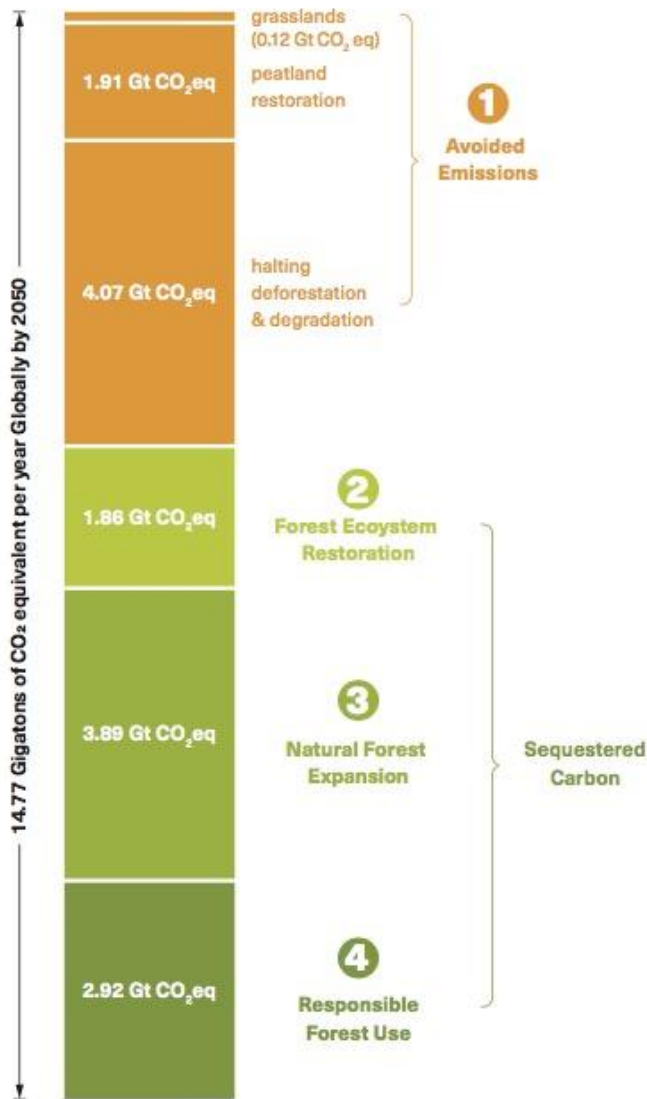 14.77 Gigatons of CO₂ equivalent per year Globally by 2050
grasslands
(0.12 Gt CO₂ eq)
1.91 Gt CO₂eq
peatland
restoration
1
Avoided
Emissions
4.07 Gt CO₂eq
halting
deforestation
& degradation
1.86 Gt CO₂eq
2
Forest Ecoystem
Restoration
3.89 Gt CO₂eq
3
Natural Forest
Expansion
Sequestered
Carbon
2.92 Gt CO₂eq
4
Responsible
Forest Use